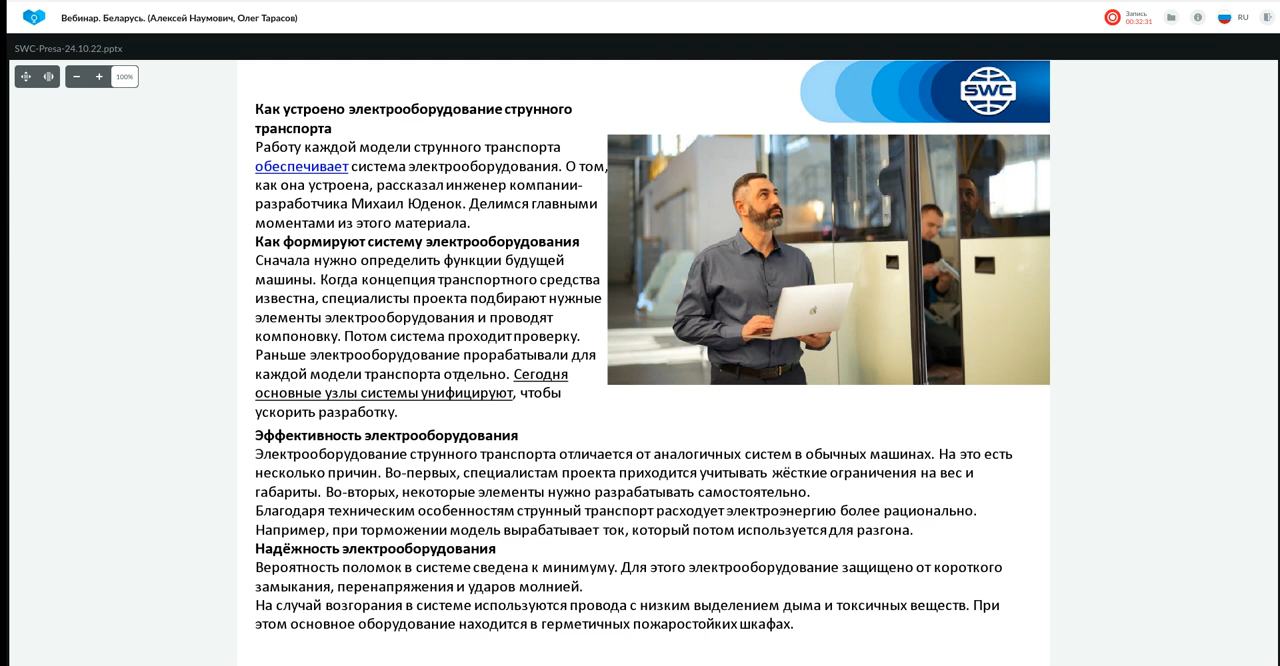 Вебинар. Беларусь. (Алексей Наумович, Олег Тарасов)
Запись
00:32:31
RU
SWC-Presa-24.10.22.pptx
100%
SWC
Как устроено электрооборудование струнного
транспорта
Работу каждой модели струнного транспорта
обеспечивает система электрооборудования. О том,
как она устроена, рассказал инженер компании-
разработчика Михаил Юденок. Делимся главными
моментами из этого материала.
Как формируют систему электрооборудования
Сначала нужно определить функции будущей
машины. Когда концепция транспортного средства
известна, специалисты проекта подбирают нужные
элементы электрооборудования и проводят
компоновку. Потом система проходит проверку.
Раньше электрооборудование прорабатывали для
каждой модели транспорта отдельно. Сегодня
основные узлы системы унифицируют, чтобы
ускорить разработку.
Эффективность электрооборудования
Электрооборудование струнного транспорта отличается от аналогичных систем в обычных машинах. На это есть
несколько причин. Во-первых, специалистам проекта приходится учитывать жёсткие ограничения на вес и
габариты. Во-вторых, некоторые элементы нужно разрабатывать самостоятельно.
Благодаря техническим особенностям струнный транспорт расходует электроэнергию более рационально.
Например, при торможении модель вырабатывает ток, который потом используется для разгона.
Надёжность электрооборудования
Вероятность поломок в системе сведена к минимуму. Для этого электрооборудование защищено от короткого
замыкания, перенапряжения и ударов молнией.
На случай возгорания в системе используются провода с низким выделением дыма и токсичных веществ. При
этом основное оборудование находится в герметичных пожаростойких шкафах.